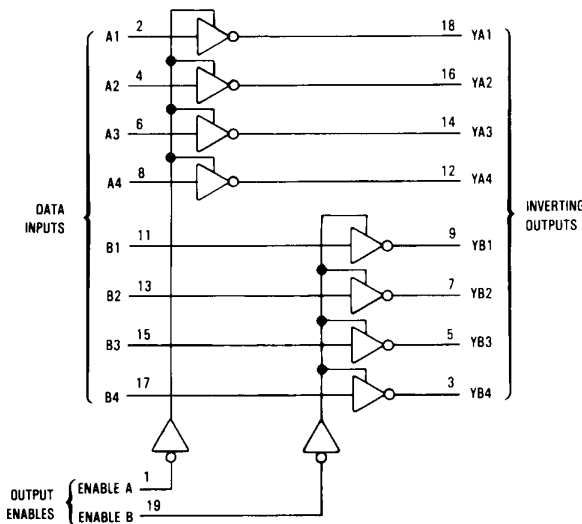 A1 2 18 YA1
A2 4 16 YA2
A3 6 14 YA3
A4 8 12 YA4
DATA
INPUTS
INVERTING
OUTPUTS
B1 11 9 YB1
B2 13 7 YB2
B3 15 5 YB3
B4 17 3 YB4
OUTPUT
ENABLES
ENABLE A 1
ENABLE B 19